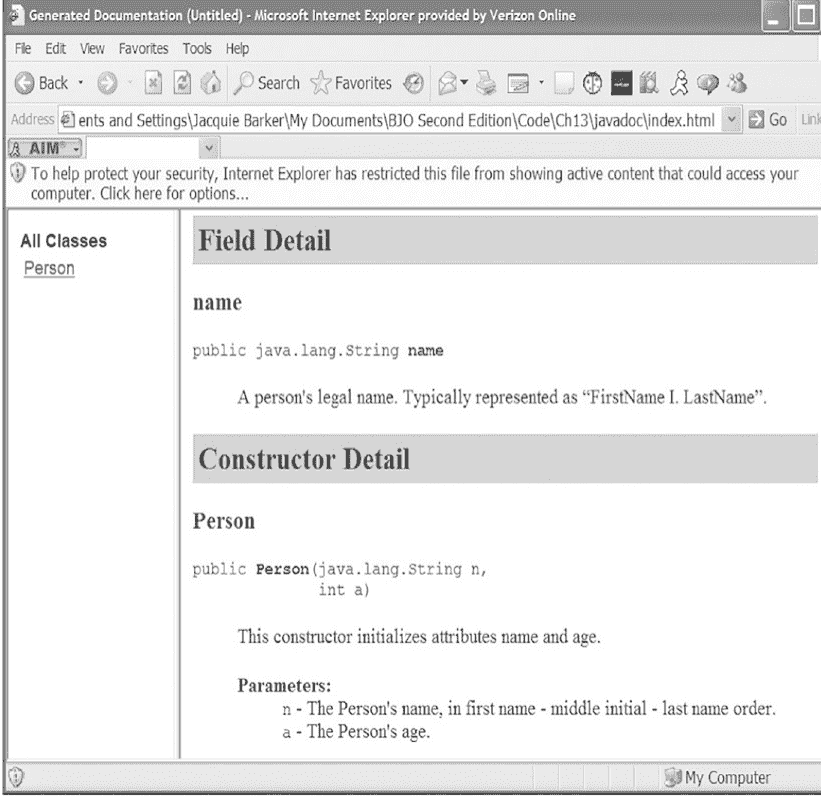 Generated Documentation (Untitled) - Microsoft Internet Explorer provided by Verizon Online
File Edit View Favorites Tools Help
Back Search Favorites
Address ents and Settings\Jacquie Barker\My Documents\BJO Second Edition\Code\Ch13\javadoc\index.html Go Link
AIM
To help protect your security, Internet Explorer has restricted this file from showing active content that could access your
computer. Click here for options...
All Classes
Person
Field Detail
name
public java.lang.String name
A person's legal name. Typically represented as “FirstName I. LastName”.
Constructor Detail
Person
public Person(java.lang.String n,
int a)
This constructor initializes attributes name and age.
Parameters:
n - The Person's name, in first name - middle initial - last name order.
a - The Person's age.
My Computer